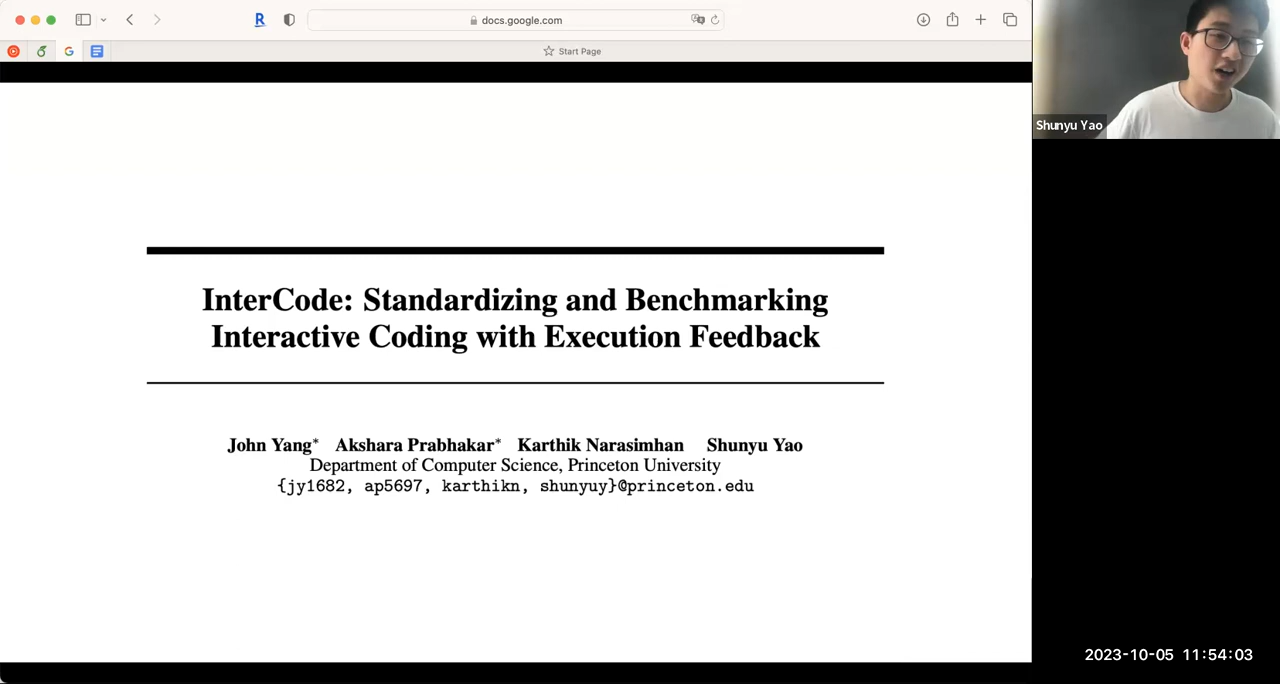 docs.google.com
Start Page
Shunyu Yao
InterCode: Standardizing and Benchmarking
Interactive Coding with Execution Feedback
John Yang* Akshara Prabhakar* Karthik Narasimhan Shunyu Yao
Department of Computer Science, Princeton University
{jy1682, ap5697, karthikn, shunyuy}@princeton.edu
2023-10-05 11:54:03